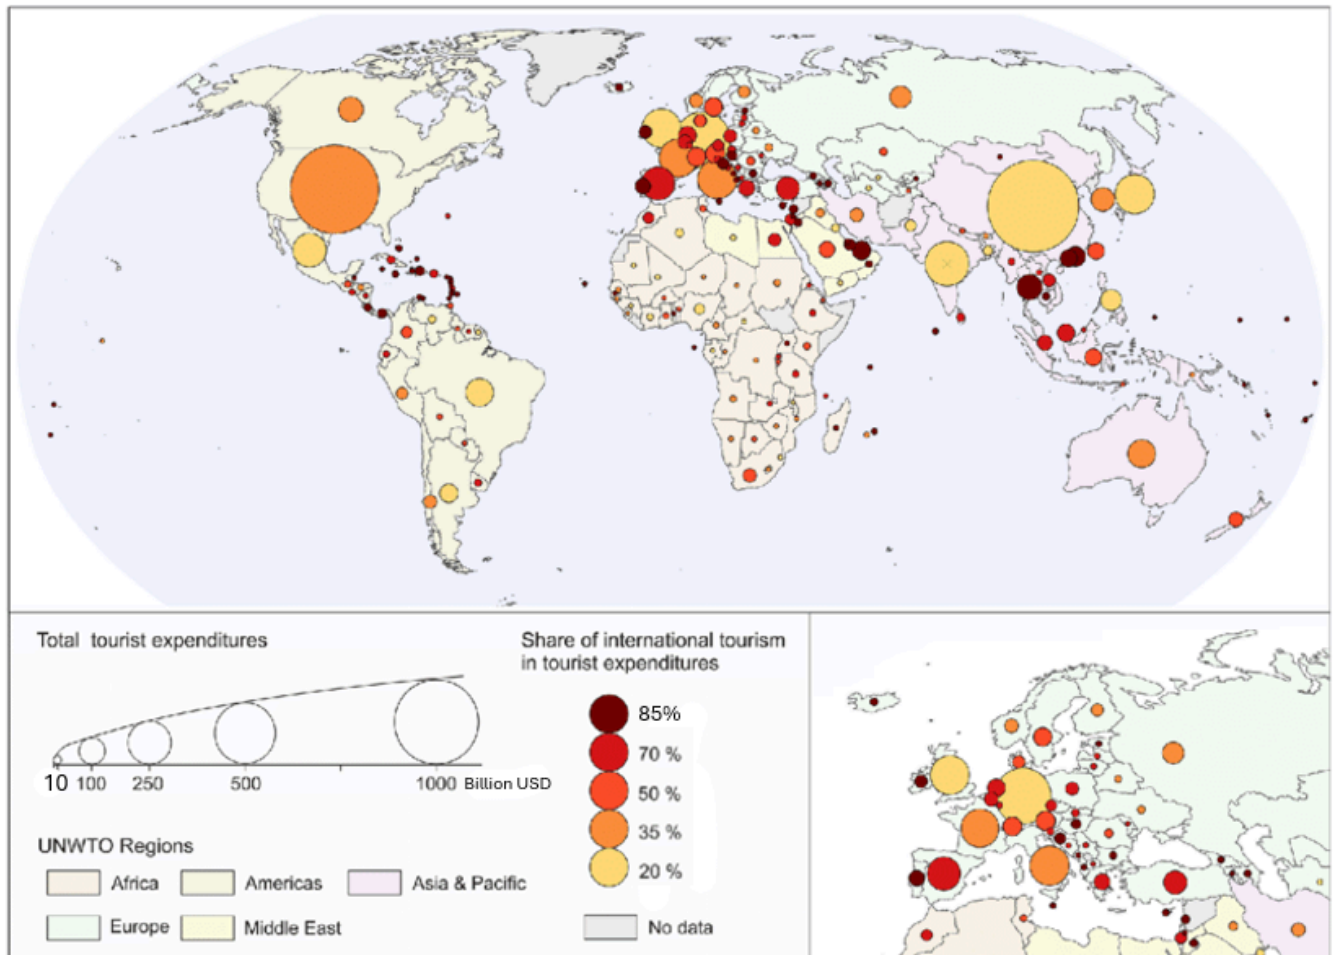 Total tourist expenditures
10 100 250 500 1000 Billion USD
Share of international tourism
in tourist expenditures
85%
70 %
50 %
35 %
20 %
No data
UNWTO Regions
Africa Americas Asia & Pacific
Europe Middle East